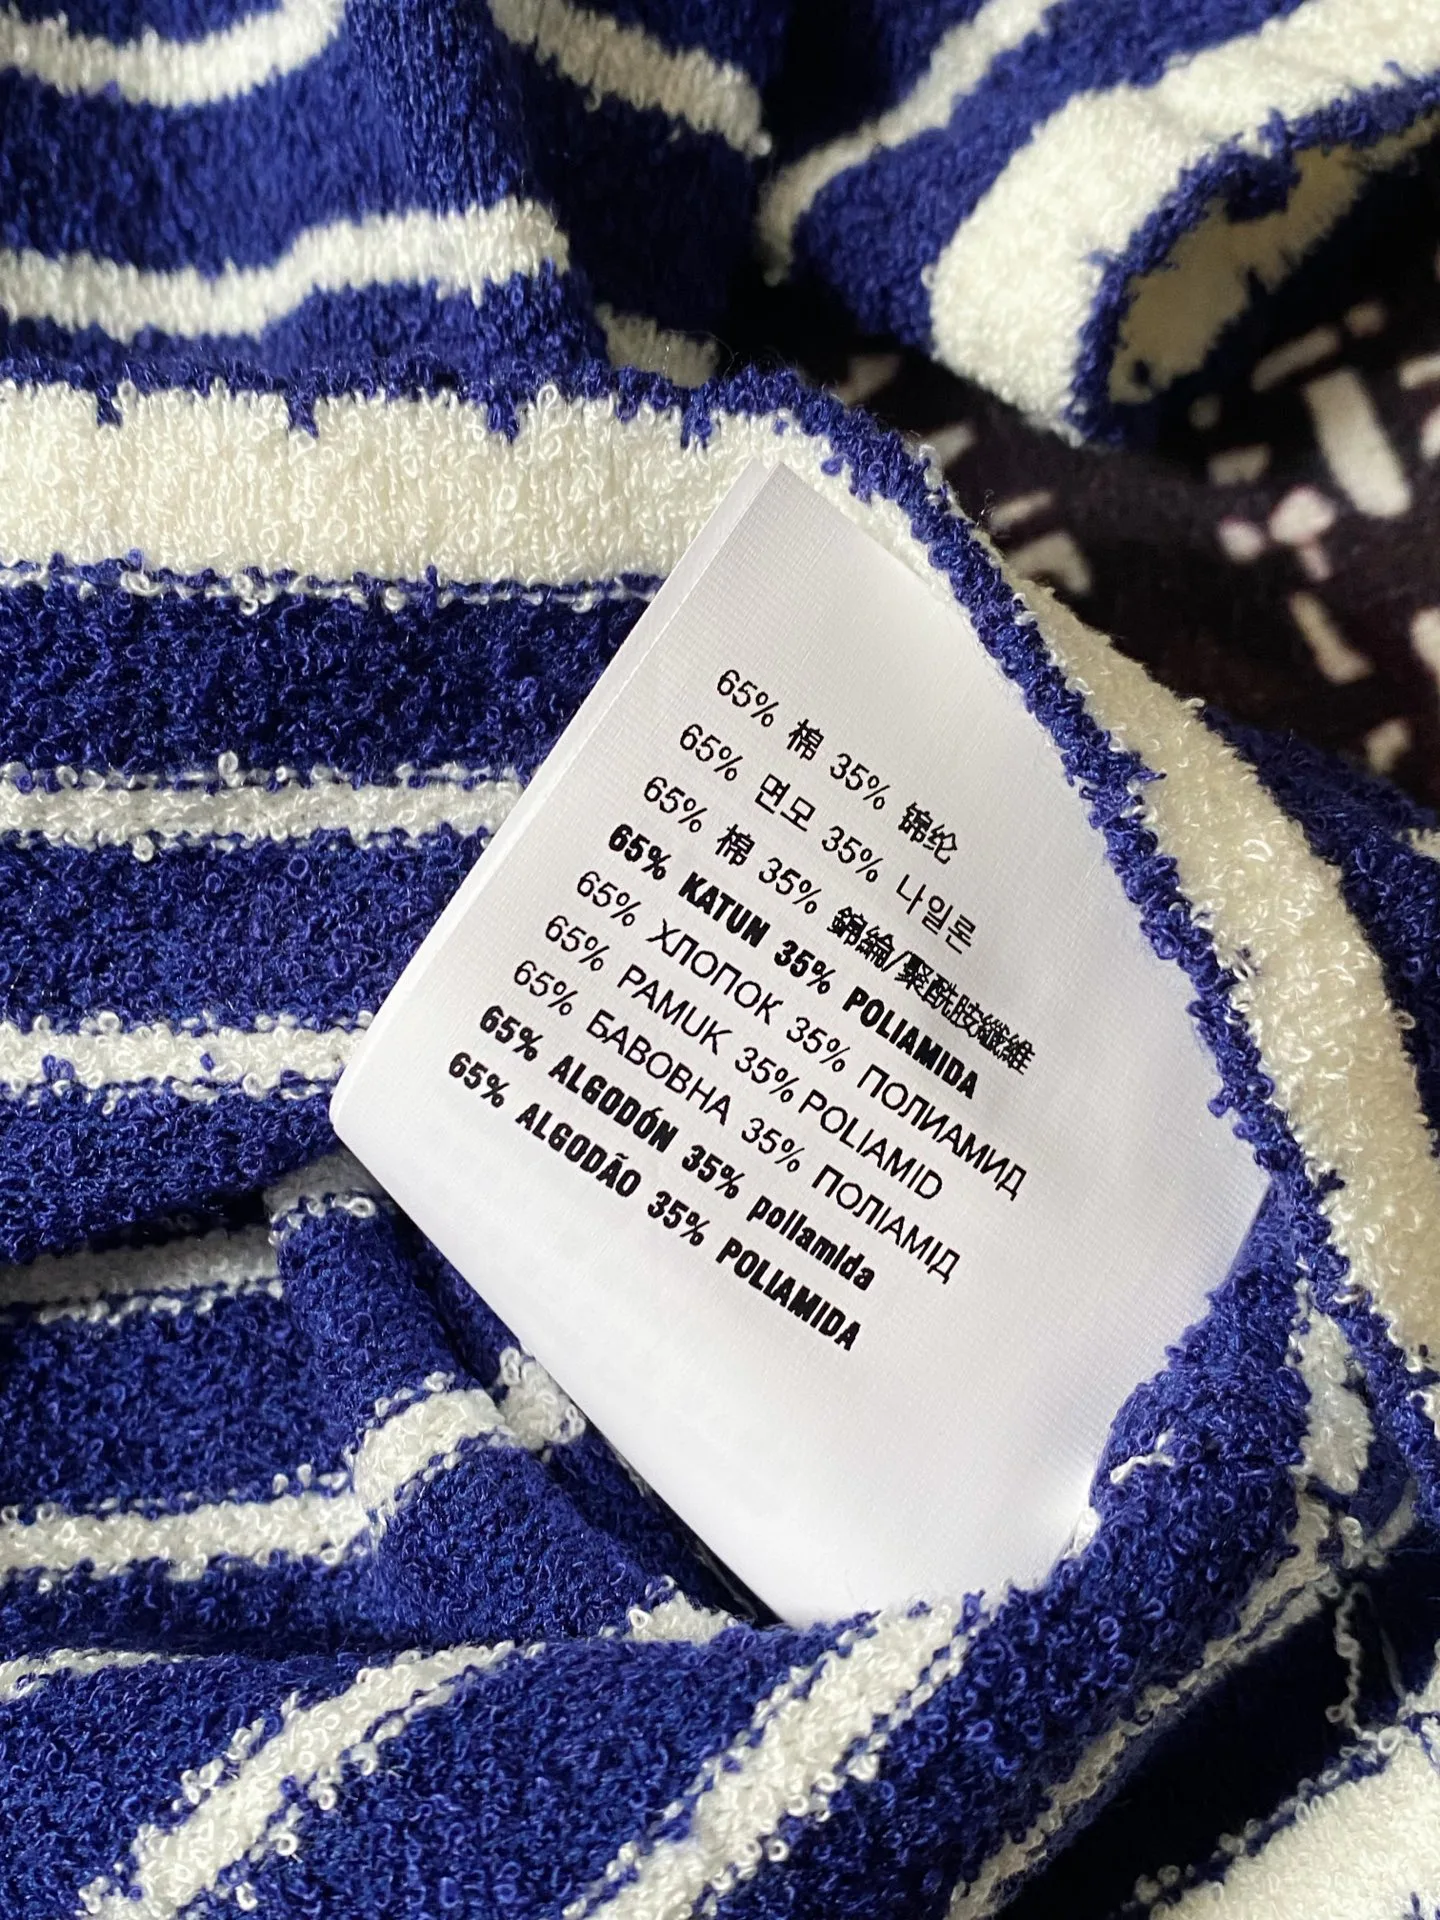 65% 棉 35% 锦纶
65% 면모 35% 나일론
65% 棉 35% 錦綸/聚酰胺纖維
65% KATUN 35% POLIAMIDA
65% ХЛОПОК 35% ПОЛИАМИД
65% PAMUK 35% POLIAMID
65% БАВОВНА 35% ПОЛІАМІД
65% ALGODÓN 35% poliamida
65% ALGODÃO 35% POLIAMIDA